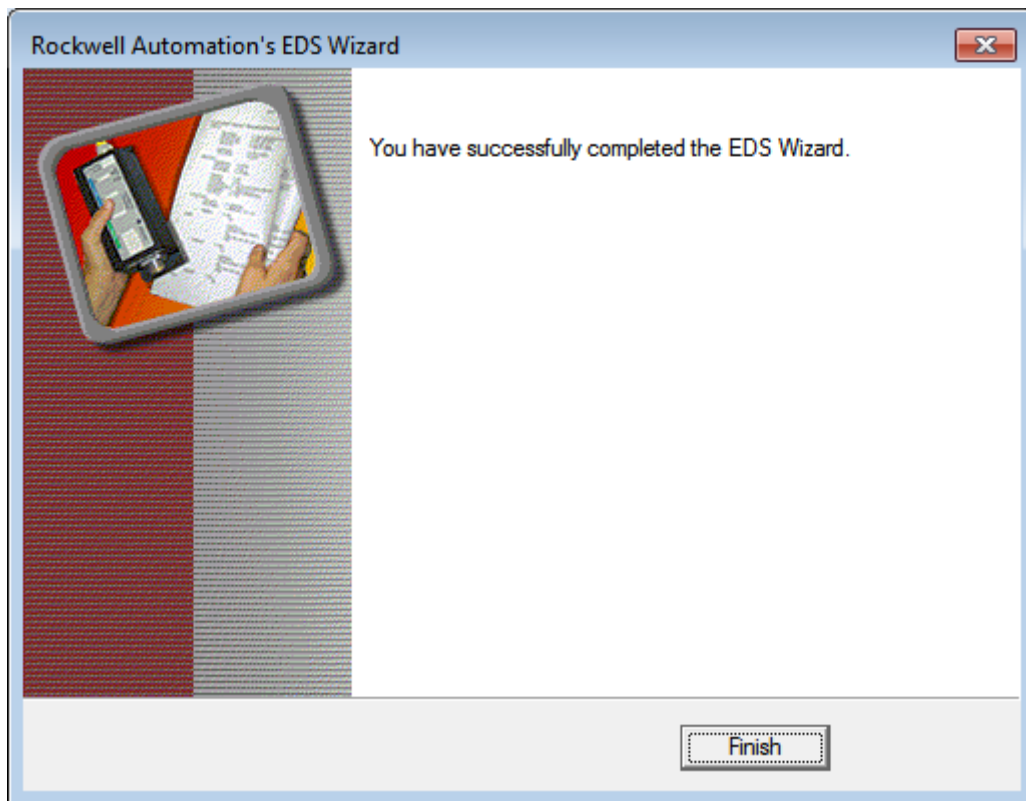 Rockwell Automation's EDS Wizard
You have successfully completed the EDS Wizard.
Finish